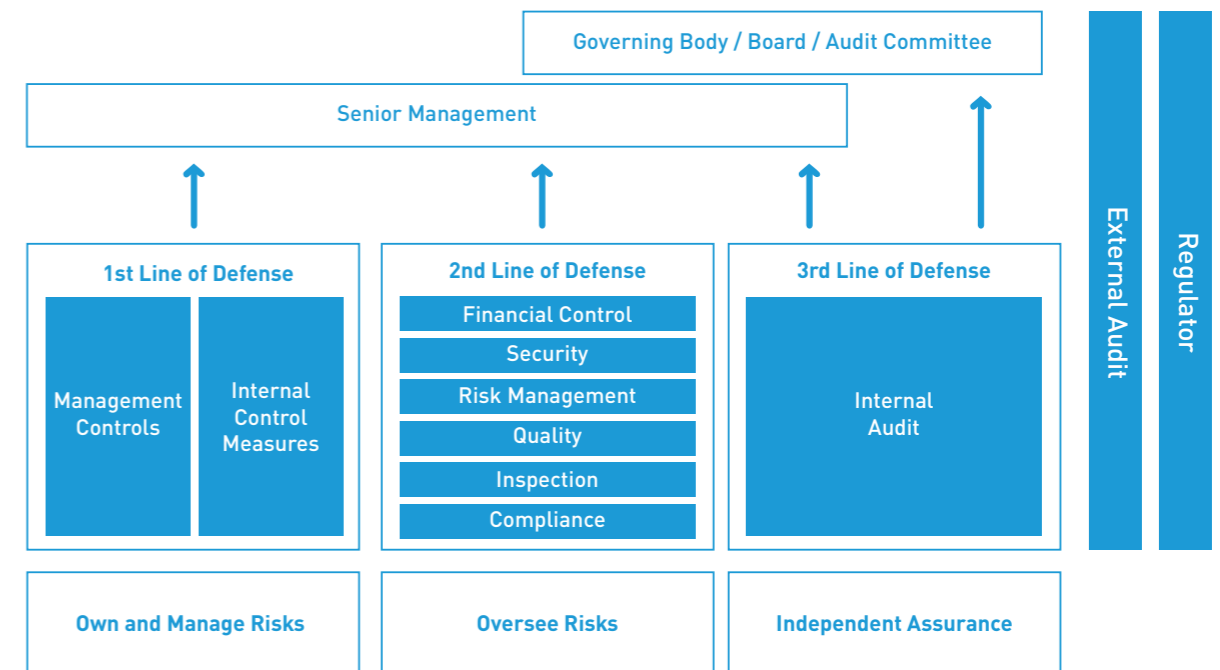 Governing Body / Board / Audit Committee
Senior Management
1st Line of Defense
Management
Controls
Internal
Control
Measures
2nd Line of Defense
Financial Control
Security
Risk Management
Quality
Inspection
Compliance
3rd Line of Defense
Internal
Audit
External Audit
Regulator
Own and Manage Risks
Oversee Risks
Independent Assurance